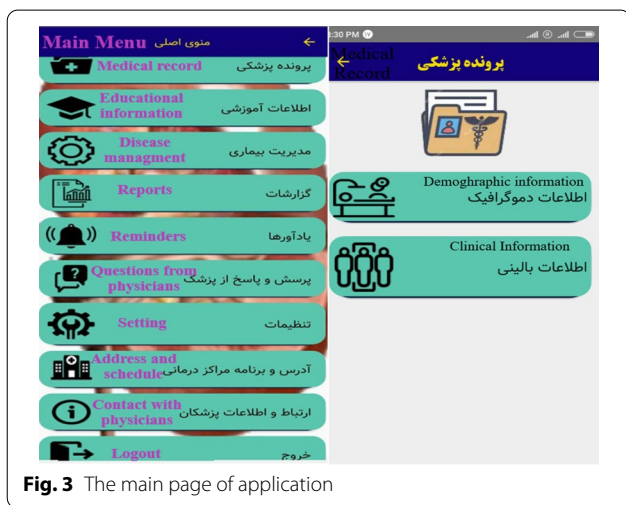 Main Menu منوی اصلی
Medical record پرونده پزشکی
Educational
information اطلاعات آموزشی
Disease
managment مدیریت بیماری
Reports گزارشات
Reminders یادآورها
Questions from
physicians پرسش و پاسخ از پزشک
Setting تنظیمات
Address and
schedule آدرس و برنامه مراکز درمانی
Contact with
physicians ارتباط و اطلاعات پزشکان
Logout خروج
:30 PM
Medical
Record پرونده پزشکی
Demoghraphic information
اطلاعات دموگرافیک
Clinical Information
اطلاعات بالینی
Fig. 3 The main page of application